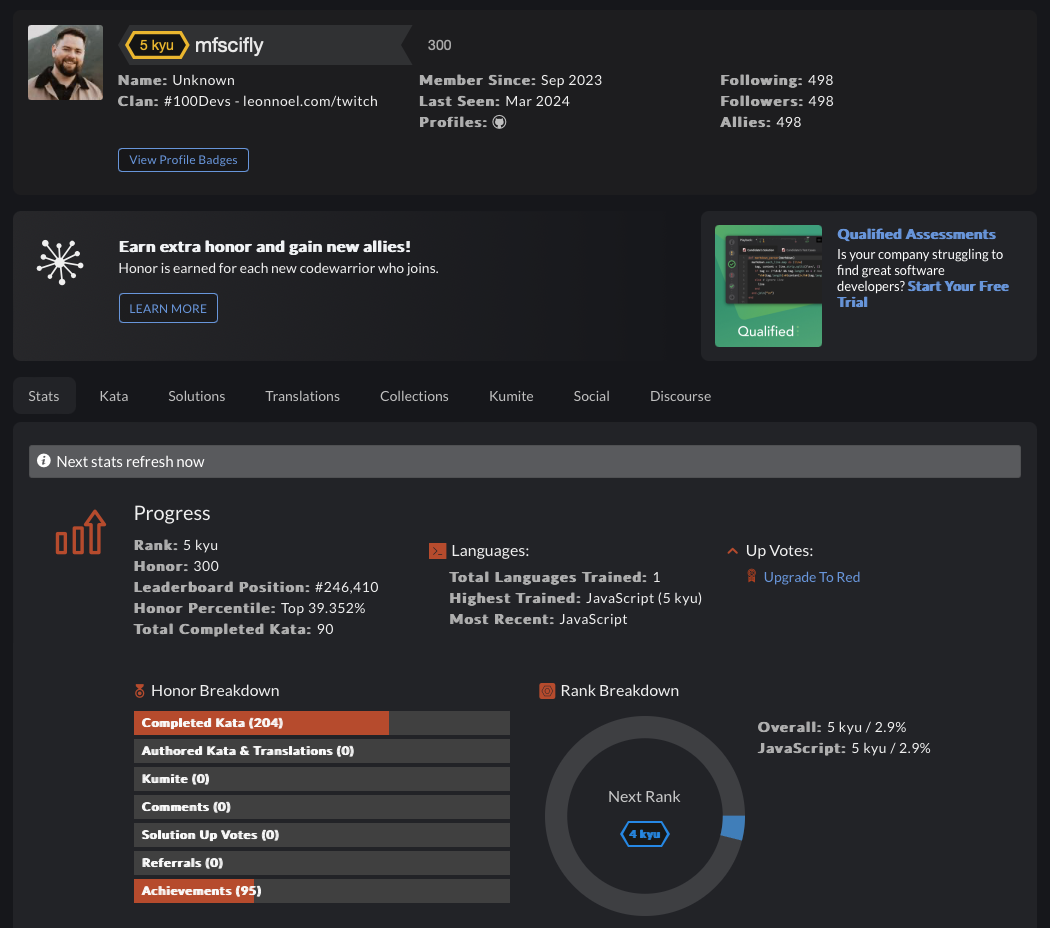 5 kyu mfscifly 300
Name: Unknown
Clan: #100Devs - leonnoel.com/twitch
Member Since: Sep 2023
Last Seen: Mar 2024
Profiles:
Following: 498
Followers: 498
Allies: 498
View Profile Badges
Earn extra honor and gain new allies!
Honor is earned for each new codewarrior who joins.
LEARN MORE
Qualified
Qualified Assessments
Is your company struggling to
find great software
developers? Start Your Free
Trial
Stats Kata Solutions Translations Collections Kumite Social Discourse
Next stats refresh now
Progress
Rank: 5 kyu
Honor: 300
Leaderboard Position: #246,410
Honor Percentile: Top 39.352%
Total Completed Kata: 90
Languages:
Total Languages Trained: 1
Highest Trained: JavaScript (5 kyu)
Most Recent: JavaScript
Up Votes:
Upgrade To Red
Honor Breakdown
Completed Kata (204)
Authored Kata & Translations (0)
Kumite (0)
Comments (0)
Solution Up Votes (0)
Referrals (0)
Achievements (95)
Rank Breakdown
Next Rank
4 kyu
Overall: 5 kyu / 2.9%
JavaScript: 5 kyu / 2.9%